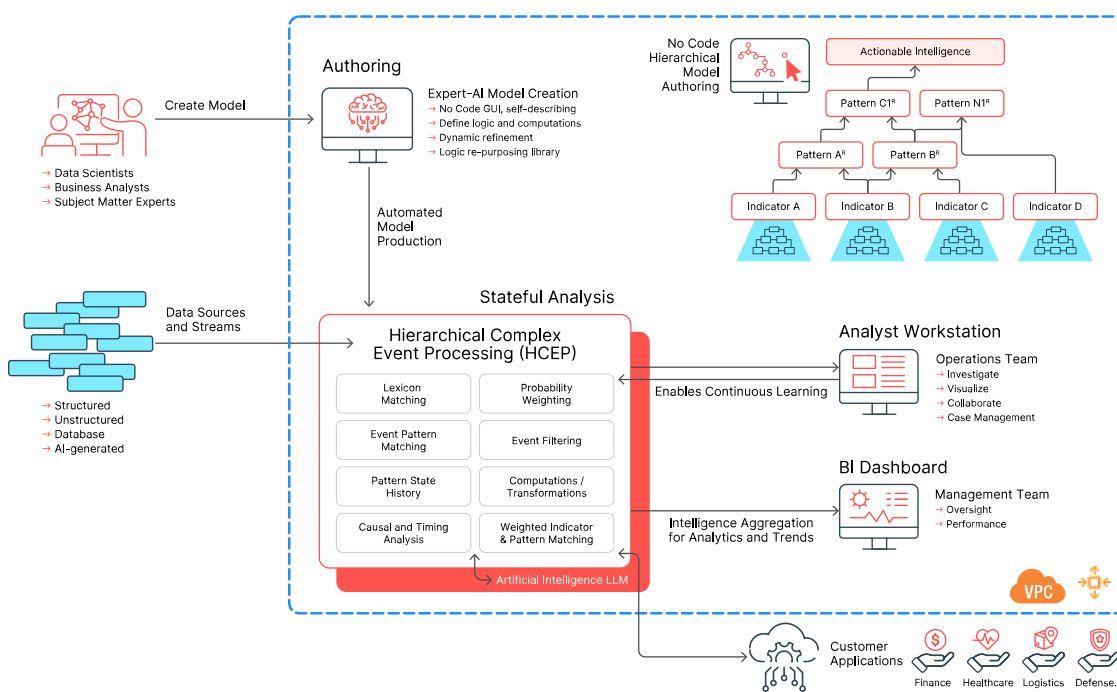 Create Model
→ Data Scientists
→ Business Analysts
→ Subject Matter Experts
Authoring
Expert-AI Model Creation
→ No Code GUI, self-describing
→ Define logic and computations
→ Dynamic refinement
→ Logic re-purposing library
Automated
Model
Production
No Code
Hierarchical
Model
Authoring
Actionable Intelligence
Pattern C1ᴿ
Pattern N1ᴿ
Pattern Aᴿ
Pattern Bᴿ
Indicator A
Indicator B
Indicator C
Indicator D
Data Sources
and Streams
→ Structured
→ Unstructured
→ Database
→ AI-generated
Stateful Analysis
Hierarchical Complex
Event Processing (HCEP)
Lexicon
Matching
Probability
Weighting
Event Pattern
Matching
Event Filtering
Pattern State
History
Computations /
Transformations
Causal and Timing
Analysis
Weighted Indicator
& Pattern Matching
Artificial Intelligence LLM
Enables Continuous Learning
Analyst Workstation
Operations Team
→ Investigate
→ Visualize
→ Collaborate
→ Case Management
Intelligence Aggregation
for Analytics and Trends
BI Dashboard
Management Team
→ Oversight
→ Performance
VPC
Customer
Applications
$
Finance
Healthcare
Logistics
Defense.